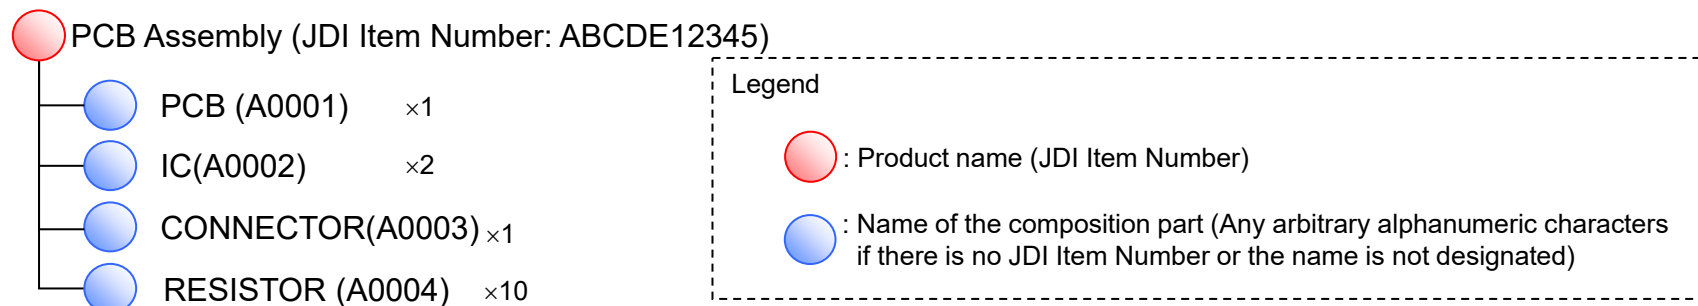 PCB Assembly (JDI Item Number: ABCDE12345)
PCB (A0001) ×1
IC(A0002) ×2
CONNECTOR(A0003) ×1
RESISTOR (A0004) ×10
Legend
: Product name (JDI Item Number)
: Name of the composition part (Any arbitrary alphanumeric characters
if there is no JDI Item Number or the name is not designated)